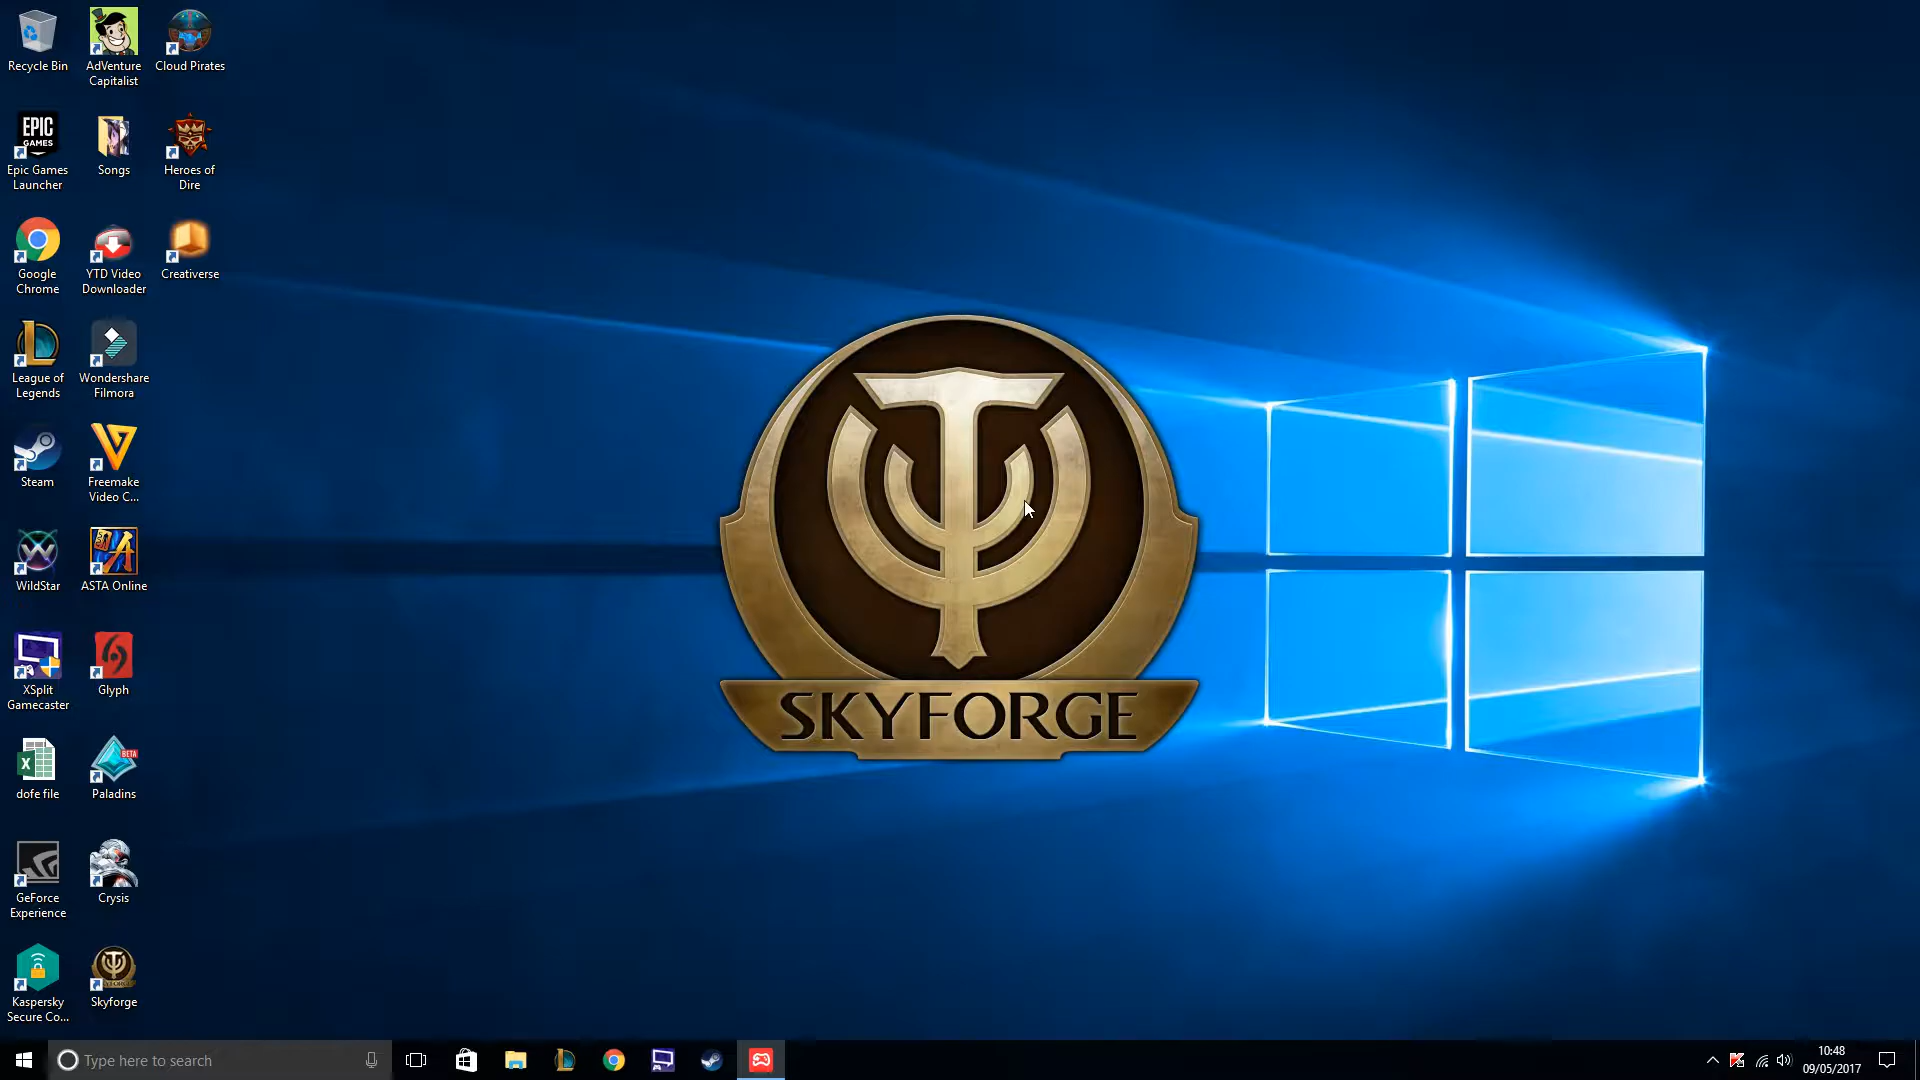 Recycle Bin
AdVenture
Capitalist
Cloud Pirates
EPIC
GAMES
Epic Games
Launcher
Songs
Heroes of
Dire
Google
Chrome
YTD Video
Downloader
Creativerse
League of
Legends
Wondershare
Filmora
Steam
Freemake
Video C...
WildStar
ASTA Online
XSplit
Gamecaster
Glyph
dofe file
BETA
Paladins
GeForce
Experience
Crysis
Kaspersky
Secure Co...
Skyforge
SKYFORGE
Type here to search
10:48
09/05/2017